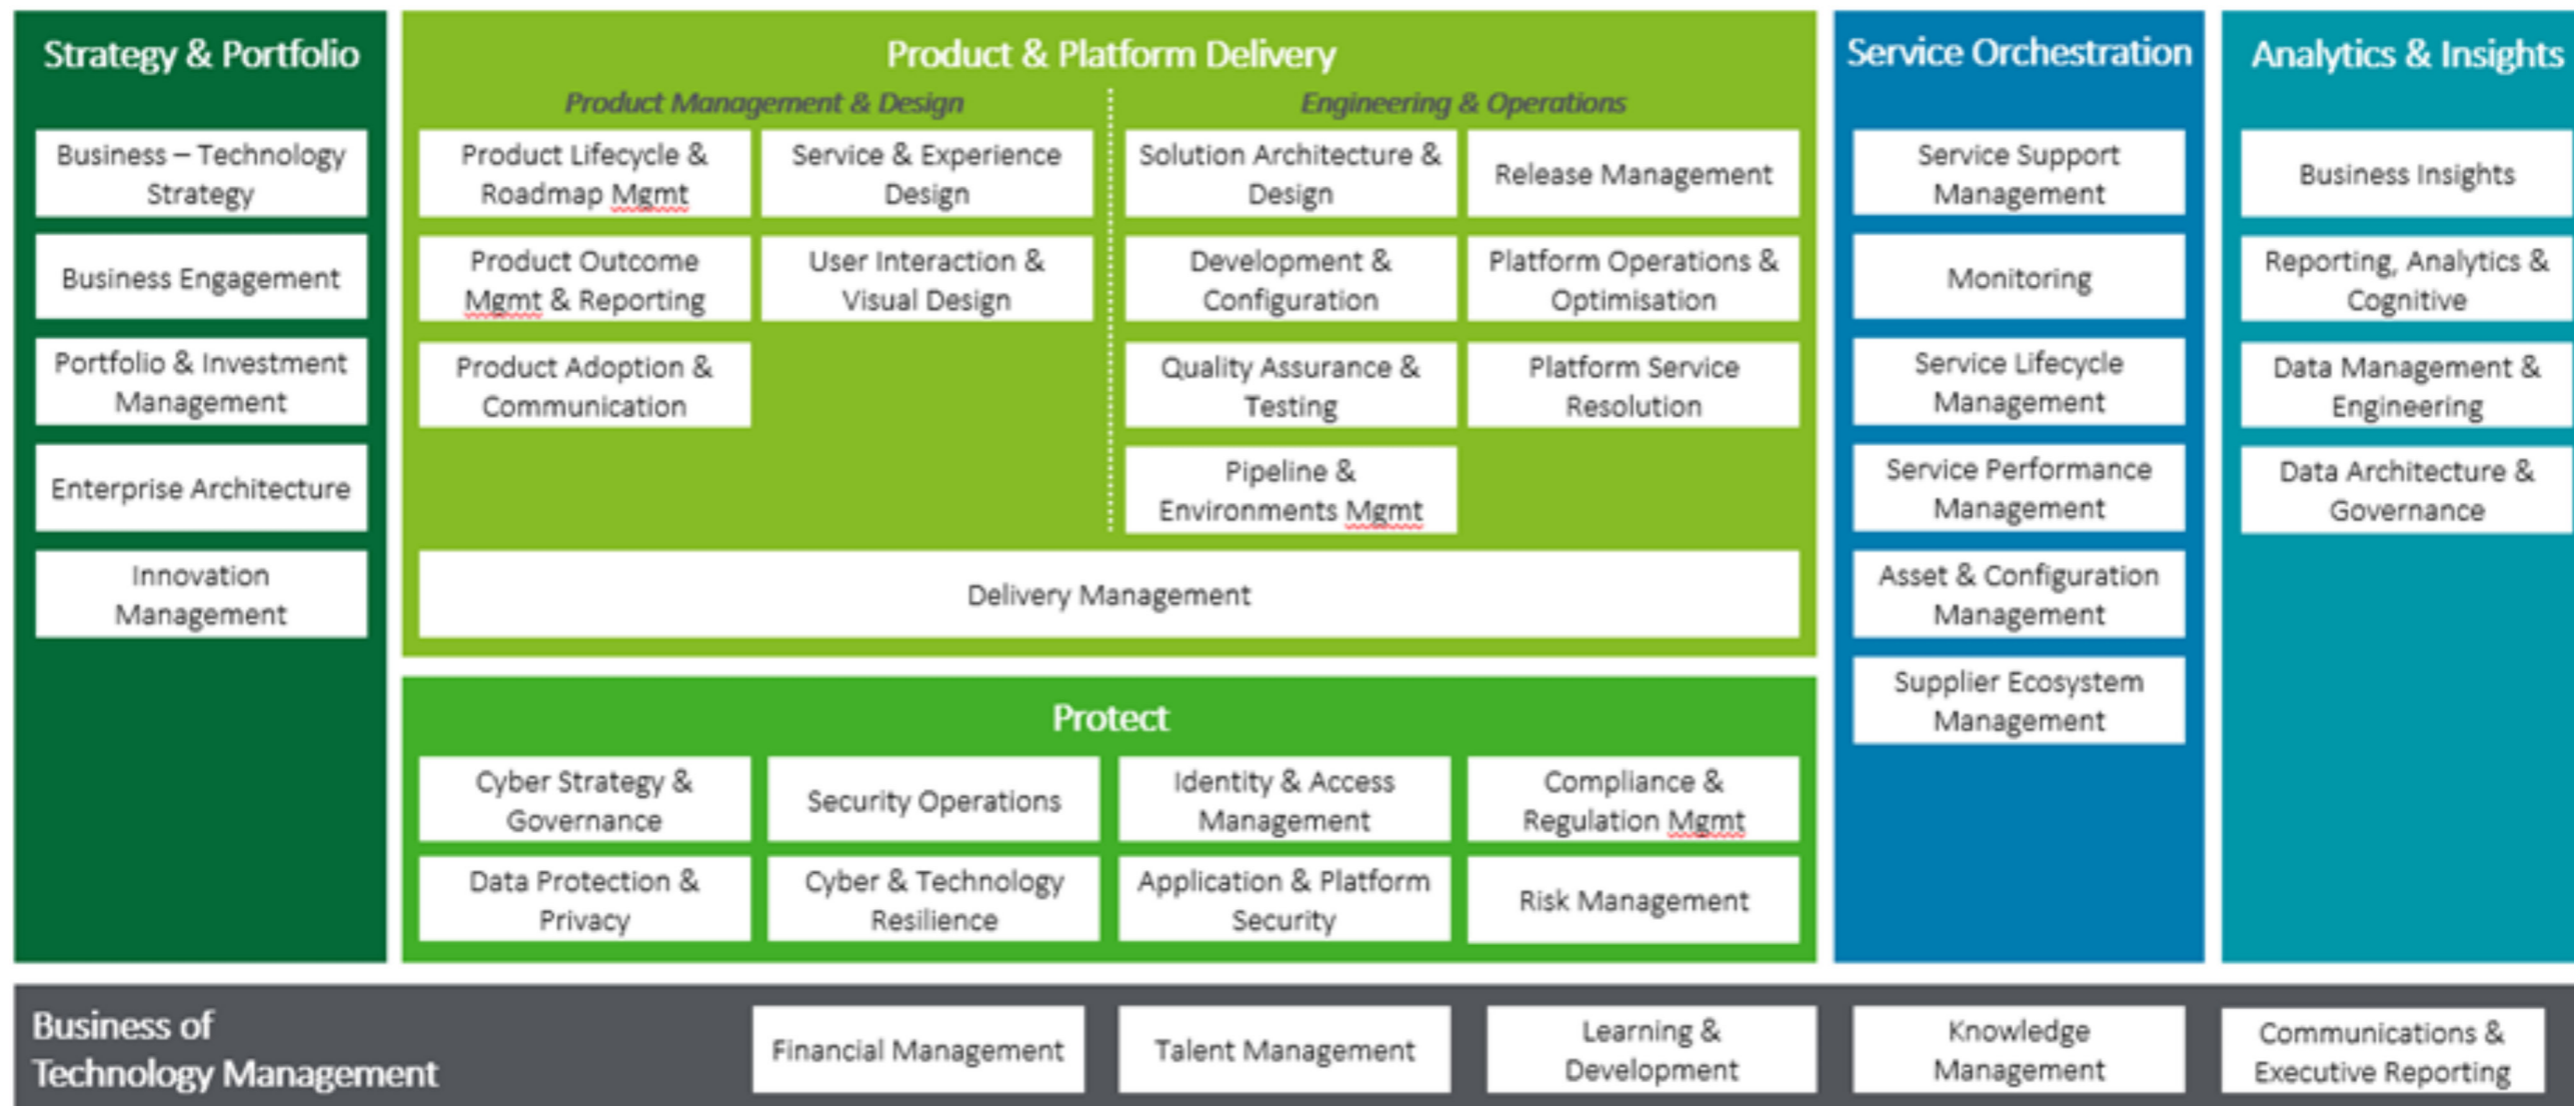 Strategy & Portfolio
Business – Technology
Strategy
Business Engagement
Portfolio & Investment
Management
Enterprise Architecture
Innovation
Management
Product & Platform Delivery
Product Management & Design
Product Lifecycle &
Roadmap Mgmt
Service & Experience
Design
Product Outcome
Mgmt & Reporting
User Interaction &
Visual Design
Product Adoption &
Communication
Engineering & Operations
Solution Architecture &
Design
Release Management
Development &
Configuration
Platform Operations &
Optimisation
Quality Assurance &
Testing
Platform Service
Resolution
Pipeline &
Environments Mgmt
Delivery Management
Protect
Cyber Strategy &
Governance
Security Operations
Identity & Access
Management
Compliance &
Regulation Mgmt
Data Protection &
Privacy
Cyber & Technology
Resilience
Application & Platform
Security
Risk Management
Service Orchestration
Service Support
Management
Monitoring
Service Lifecycle
Management
Service Performance
Management
Asset & Configuration
Management
Supplier Ecosystem
Management
Analytics & Insights
Business Insights
Reporting, Analytics &
Cognitive
Data Management &
Engineering
Data Architecture &
Governance
Business of
Technology Management
Financial Management
Talent Management
Learning &
Development
Knowledge
Management
Communications &
Executive Reporting